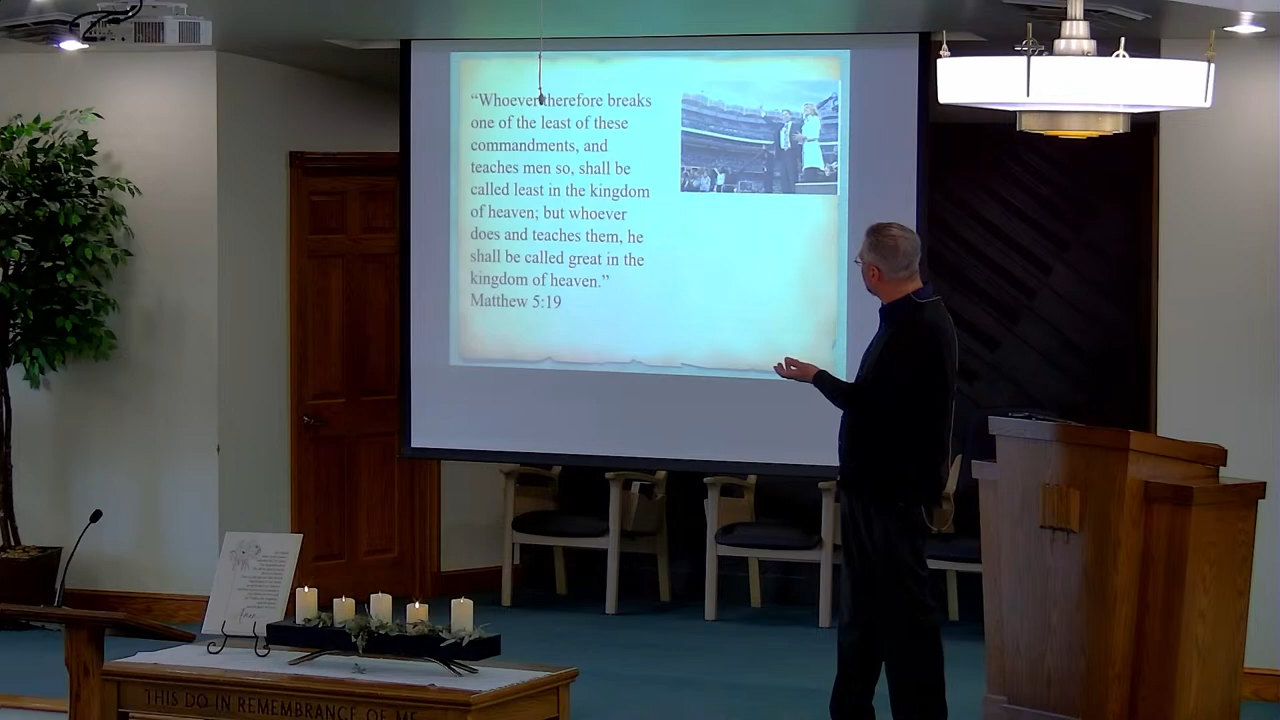 “Whoever therefore breaks
one of the least of these
commandments, and
teaches men so, shall be
called least in the kingdom
of heaven; but whoever
does and teaches them, he
shall be called great in the
kingdom of heaven.”
Matthew 5:19
THIS DO IN REMEMBRANCE OF ME